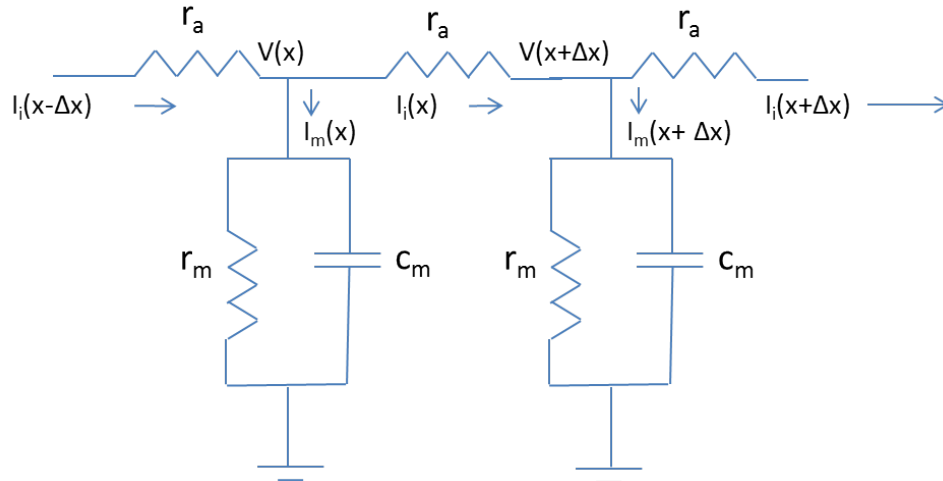 r_a
r_a
r_a
V(x)
V(x+Δx)
I_i(x-Δx)
I_i(x)
I_i(x+Δx)
I_m(x)
I_m(x+ Δx)
r_m
c_m
r_m
c_m